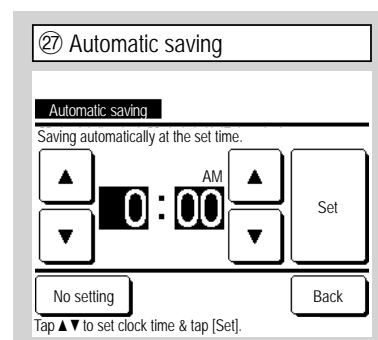 ㉗ Automatic saving
Automatic saving
Saving automatically at the set time.
▲ AM ▲
0:00 Set
▼ ▼
No setting Back
Tap ▲▼ to set clock time & tap [Set].